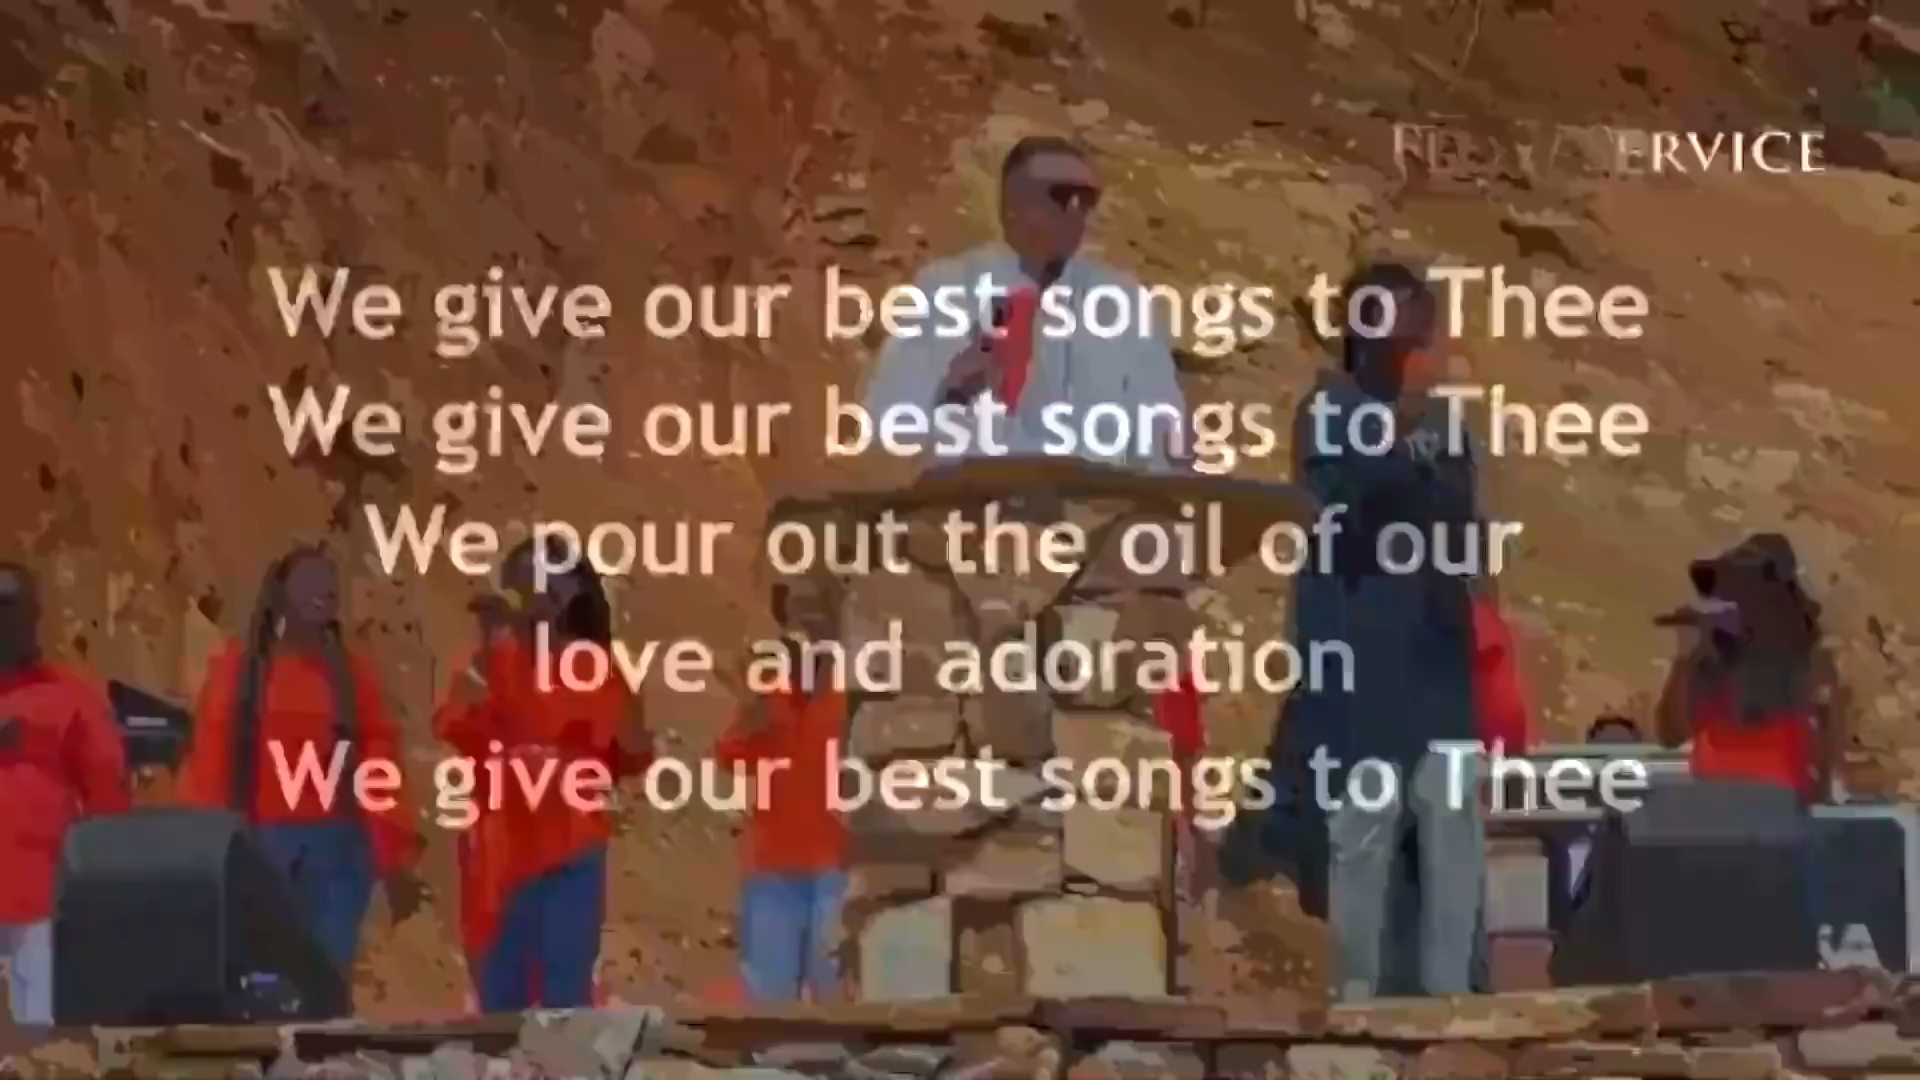 SERVICE
We give our best songs to Thee
We give our best songs to Thee
We pour out the oil of our
love and adoration
We give our best songs to Thee